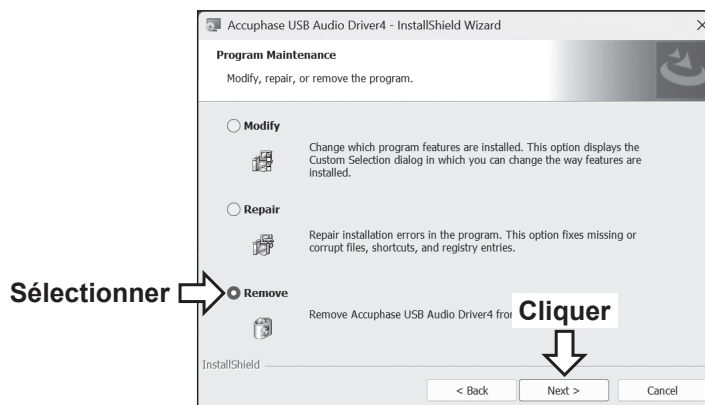 Accuphase USB Audio Driver4 - InstallShield Wizard
Program Maintenance
Modify, repair, or remove the program.
Modify
Change which program features are installed. This option displays the
Custom Selection dialog in which you can change the way features are
installed.
Repair
Repair installation errors in the program. This option fixes missing or
corrupt files, shortcuts, and registry entries.
Sélectionner
Remove
Remove Accuphase USB Audio Driver4 from
Cliquer
InstallShield
< Back
Next >
Cancel